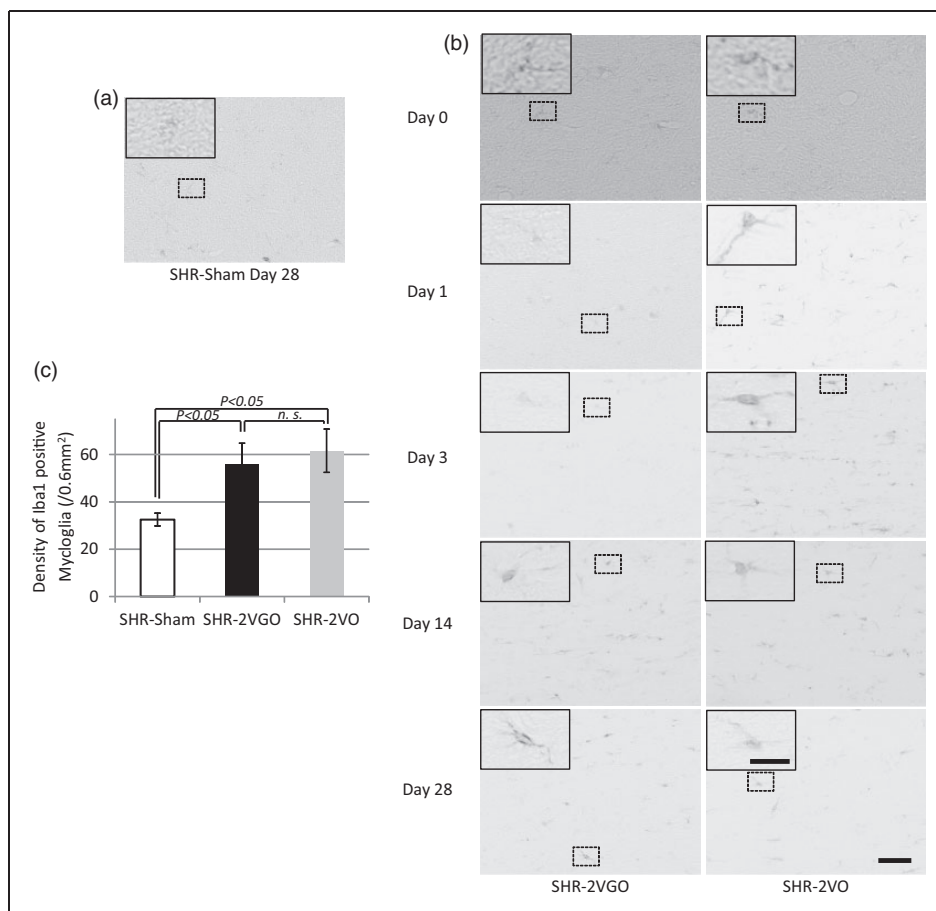 (a)
SHR-Sham Day 28
(b)
Day 0
Day 1
Day 3
Day 14
Day 28
SHR-2VGO
SHR-2VO
(c)
P<0.05
P<0.05
n. s.
Density of Iba1 positive
Mycloglia (/0.6mm²)
60
40
20
0
SHR-Sham
SHR-2VGO
SHR-2VO